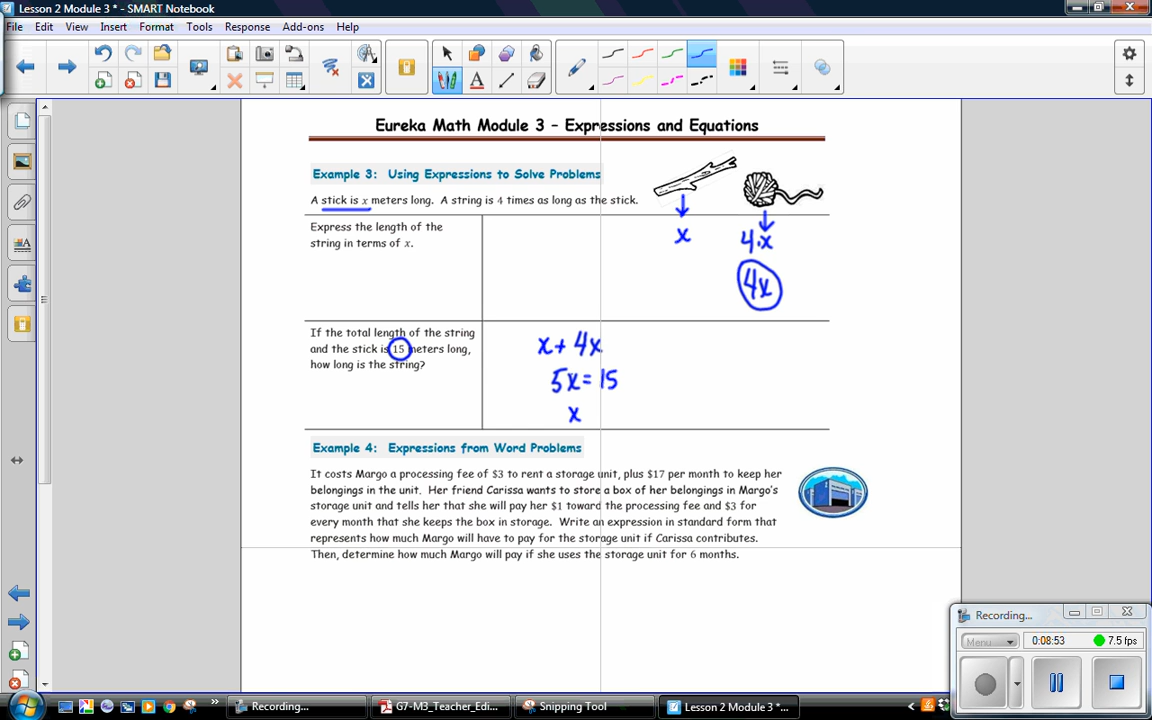 Lesson 2 Module 3 * - SMART Notebook
File Edit View Insert Format Tools Response Add-ons Help
Eureka Math Module 3 - Expressions and Equations
Example 3: Using Expressions to Solve Problems
A stick is x meters long. A string is 4 times as long as the stick.
Express the length of the
string in terms of x.
x
4·x
4x
If the total length of the string
and the stick is 15 meters long,
how long is the string?
x + 4x
5x = 15
x
Example 4: Expressions from Word Problems
It costs Margo a processing fee of $3 to rent a storage unit, plus $17 per month to keep her
belongings in the unit. Her friend Carissa wants to store a box of her belongings in Margo's
storage unit and tells her that she will pay her $1 toward the processing fee and $3 for
every month that she keeps the box in storage. Write an expression in standard form that
represents how much Margo will have to pay for the storage unit if Carissa contributes.
Then, determine how much Margo will pay if she uses the storage unit for 6 months.
Recording...
Menu
0:08:53
7.5 fps
Recording...
G7-M3_Teacher_Edi...
Snipping Tool
Lesson 2 Module 3 *...